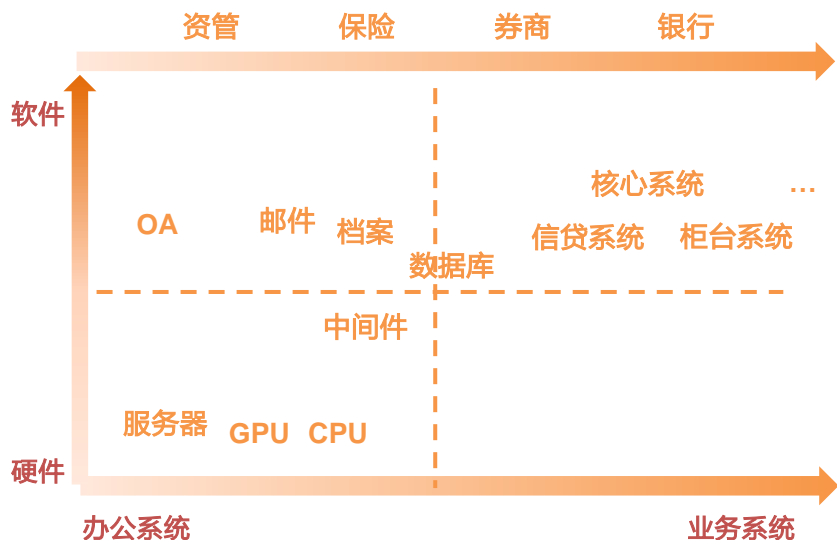 资管 保险 券商 银行
软件
核心系统 …
OA 邮件 档案 信贷系统 柜台系统
数据库
中间件
服务器 GPU CPU
硬件
办公系统 业务系统